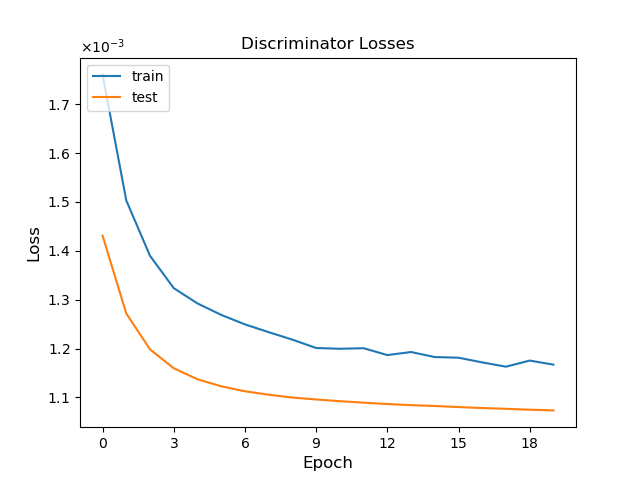 ×10⁻³
Discriminator Losses
train
test
1.7
1.6
1.5
1.4
1.3
1.2
1.1
Loss
0 3 6 9 12 15 18
Epoch